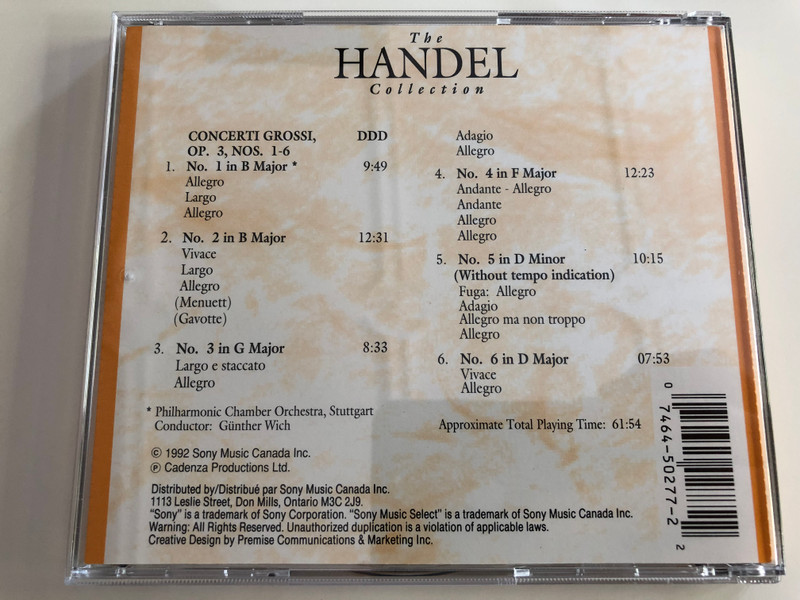 The
HANDEL
Collection
CONCERTI GROSSI, DDD
OP. 3, NOS. 1-6
1. No. 1 in B Major * 9:49
Allegro
Largo
Allegro
2. No. 2 in B Major 12:31
Vivace
Largo
Allegro
(Menuett)
(Gavotte)
3. No. 3 in G Major 8:33
Largo e staccato
Allegro
Adagio
Allegro
4. No. 4 in F Major 12:23
Andante - Allegro
Andante
Allegro
Allegro
5. No. 5 in D Minor 10:15
(Without tempo indication)
Fuga: Allegro
Adagio
Allegro ma non troppo
Allegro
6. No. 6 in D Major 07:53
Vivace
Allegro
* Philharmonic Chamber Orchestra, Stuttgart
Conductor: Günther Wich
Approximate Total Playing Time: 61:54
© 1992 Sony Music Canada Inc.
℗ Cadenza Productions Ltd.
Distributed by/Distribué par Sony Music Canada Inc.
1113 Leslie Street, Don Mills, Ontario M3C 2J9.
"Sony" is a trademark of Sony Corporation. "Sony Music Select" is a trademark of Sony Music Canada Inc.
Warning: All Rights Reserved. Unauthorized duplication is a violation of applicable laws.
Creative Design by Premise Communications & Marketing Inc.
0 7464-50277-2 2